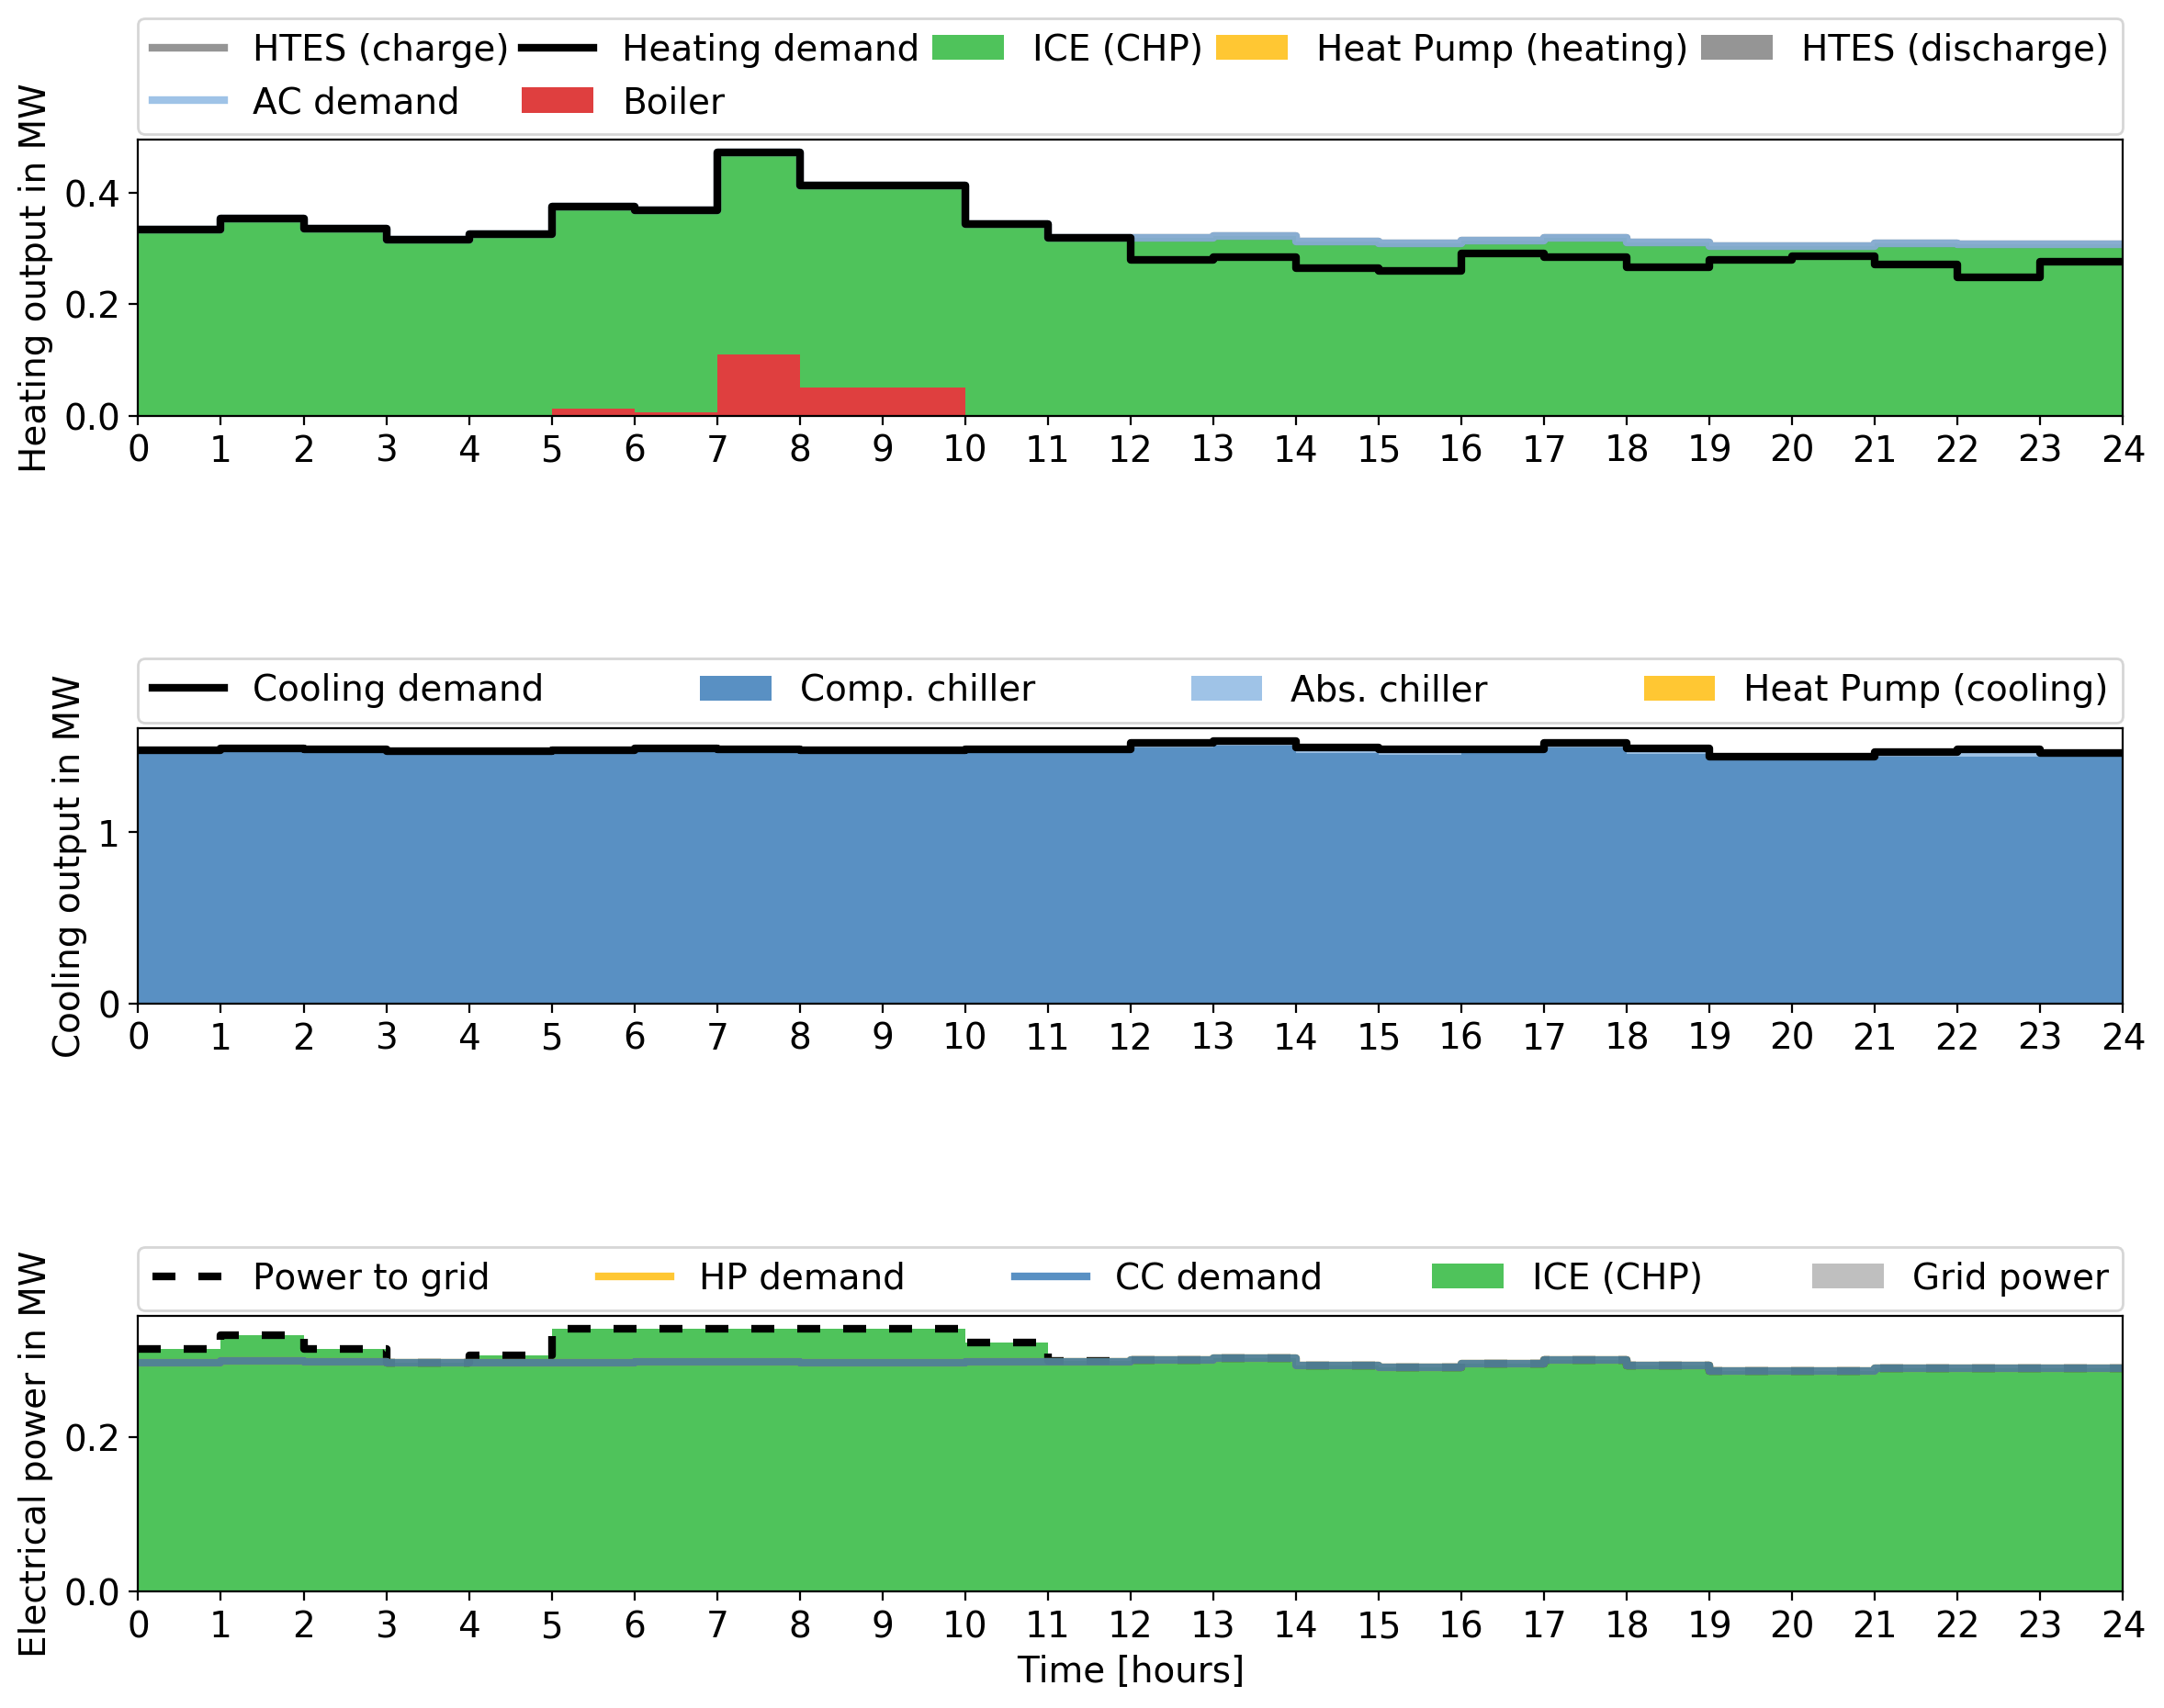 HTES (charge) Heating demand ICE (CHP) Heat Pump (heating) HTES (discharge)
AC demand Boiler
Heating output in MW
0.4
0.2
0.0
0 1 2 3 4 5 6 7 8 9 10 11 12 13 14 15 16 17 18 19 20 21 22 23 24
Cooling demand Comp. chiller Abs. chiller Heat Pump (cooling)
Cooling output in MW
1
0
0 1 2 3 4 5 6 7 8 9 10 11 12 13 14 15 16 17 18 19 20 21 22 23 24
Power to grid HP demand CC demand ICE (CHP) Grid power
Electrical power in MW
0.2
0.0
0 1 2 3 4 5 6 7 8 9 10 11 12 13 14 15 16 17 18 19 20 21 22 23 24
Time [hours]